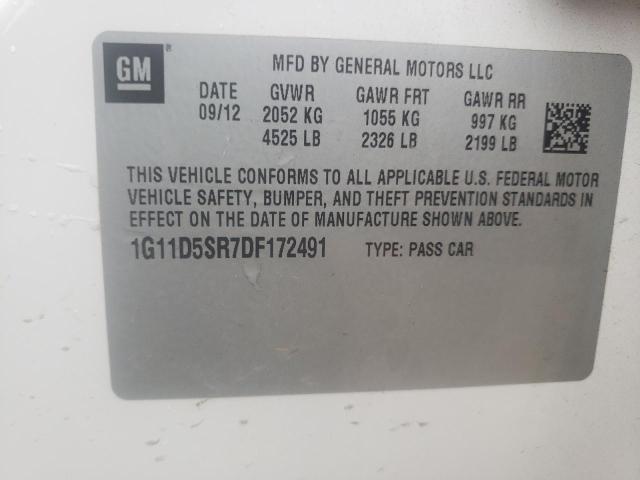 GM ®
MFD BY GENERAL MOTORS LLC
DATE GVWR GAWR FRT GAWR RR
09/12 2052 KG 1055 KG 997 KG
4525 LB 2326 LB 2199 LB
THIS VEHICLE CONFORMS TO ALL APPLICABLE U.S. FEDERAL MOTOR
VEHICLE SAFETY, BUMPER, AND THEFT PREVENTION STANDARDS IN
EFFECT ON THE DATE OF MANUFACTURE SHOWN ABOVE.
1G11D5SR7DF172491 TYPE: PASS CAR